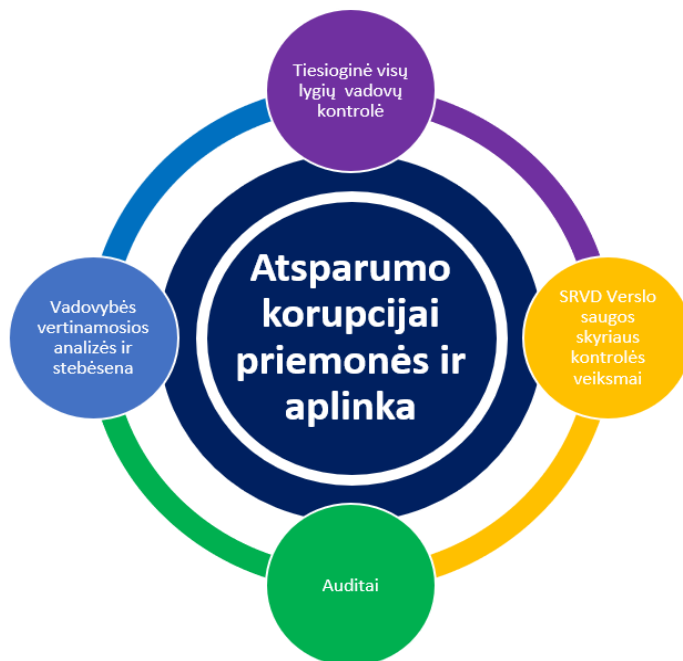 Tiesioginė visų
lygių vadovų
kontrolė
Atsparumo
korupcijai
priemonės ir
aplinka
Vadovybės
vertinamosios
analizės ir
stebėsena
SRVD Verslo
saugos
skyriaus
kontrolės
veiksmai
Auditai